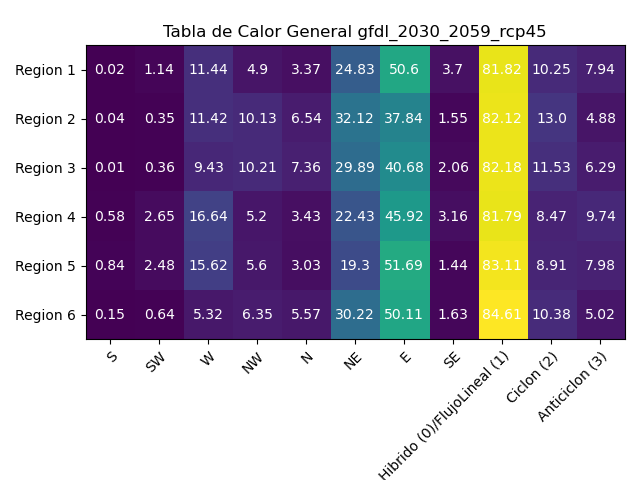 Tabla de Calor General gfdl_2030_2059_rcp45
Region 1 0.02 1.14 11.44 4.9 3.37 24.83 50.6 3.7 81.82 10.25 7.94
Region 2 0.04 0.35 11.42 10.13 6.54 32.12 37.84 1.55 82.12 13.0 4.88
Region 3 0.01 0.36 9.43 10.21 7.36 29.89 40.68 2.06 82.18 11.53 6.29
Region 4 0.58 2.65 16.64 5.2 3.43 22.43 45.92 3.16 81.79 8.47 9.74
Region 5 0.84 2.48 15.62 5.6 3.03 19.3 51.69 1.44 83.11 8.91 7.98
Region 6 0.15 0.64 5.32 6.35 5.57 30.22 50.11 1.63 84.61 10.38 5.02
S SW W NW N NE E SE Hibrido (0)/FlujoLineal (1) Ciclon (2) Anticiclon (3)